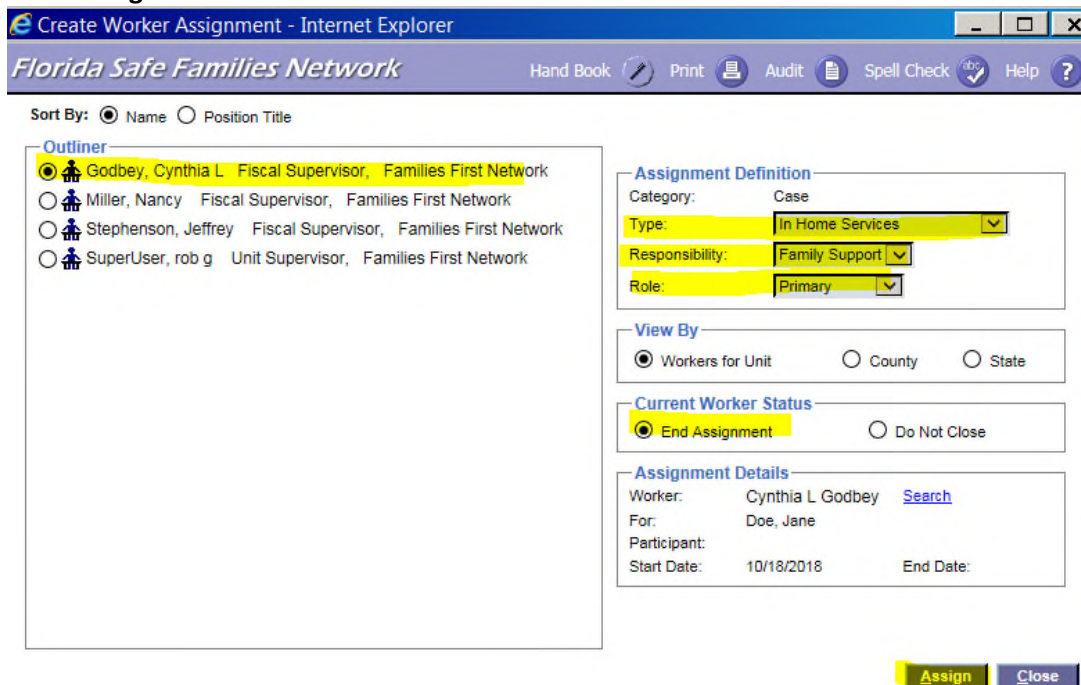 Create Worker Assignment - Internet Explorer
Florida Safe Families Network Hand Book Print Audit abc Spell Check Help ?
Sort By: Name Position Title
Outliner
Godbey, Cynthia L Fiscal Supervisor, Families First Network
Miller, Nancy Fiscal Supervisor, Families First Network
Stephenson, Jeffrey Fiscal Supervisor, Families First Network
SuperUser, rob g Unit Supervisor, Families First Network
Assignment Definition
Category: Case
Type: In Home Services
Responsibility: Family Support
Role: Primary
View By
Workers for Unit County State
Current Worker Status
End Assignment Do Not Close
Assignment Details
Worker: Cynthia L Godbey Search
For: Doe, Jane
Participant:
Start Date: 10/18/2018 End Date:
Assign Close